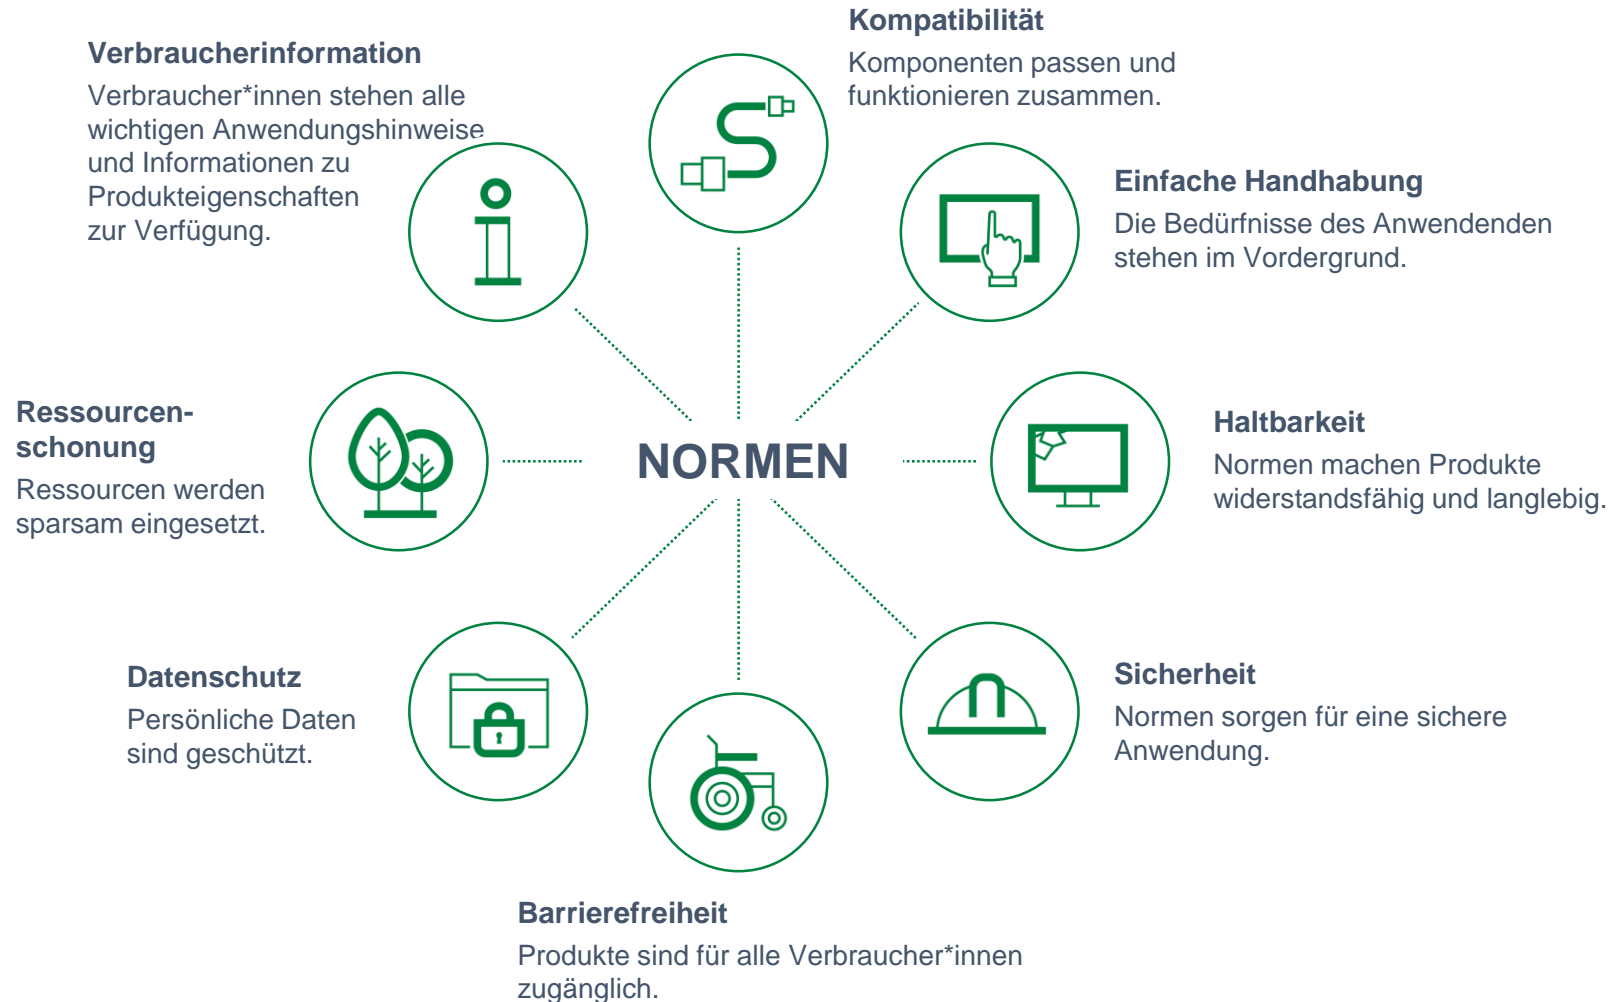 Kompatibilität
Komponenten passen und
funktionieren zusammen.
Verbraucherinformation
Verbraucher*innen stehen alle
wichtigen Anwendungshinweise
und Informationen zu
Produkteigenschaften
zur Verfügung.
Einfache Handhabung
Die Bedürfnisse des Anwendenden
stehen im Vordergrund.
Ressourcen-
schonung
Ressourcen werden
sparsam eingesetzt.
NORMEN
Haltbarkeit
Normen machen Produkte
widerstandsfähig und langlebig.
Datenschutz
Persönliche Daten
sind geschützt.
Sicherheit
Normen sorgen für eine sichere
Anwendung.
Barrierefreiheit
Produkte sind für alle Verbraucher*innen
zugänglich.